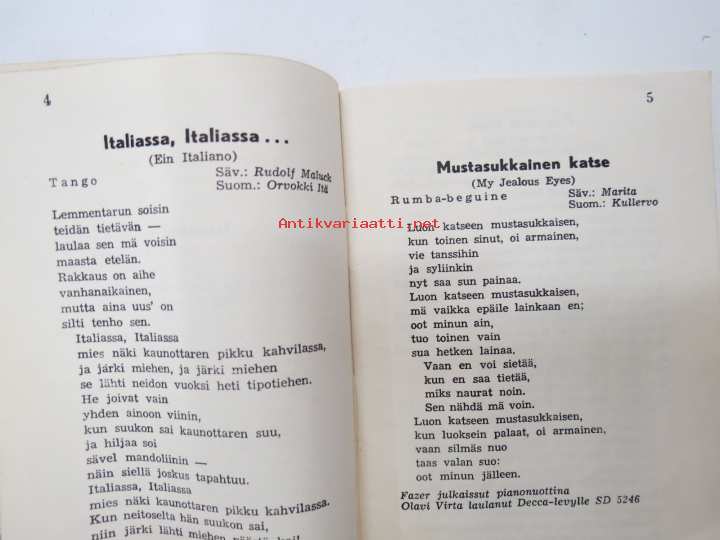 4
Italiassa, Italiassa...
(Ein Italiano)
Tango
Säv.: Rudolf Maluck
Suom.: Orvokki Itä
Lemmentarun soisin
teidän tietävän —
laulaa sen mä voisin
maasta etelän.
Rakkaus on aihe
vanhanaikainen,
mutta aina uus' on
silti tenho sen.
Italiassa, Italiassa
mies näki kaunottaren pikku kahvilassa,
ja järki miehen, ja järki miehen
se lähti neidon vuoksi heti tipotiehen.
He joivat vain
yhden ainoon viinin,
kun suukon sai kaunottaren suu,
ja hiljaa soi
sävel mandoliinin —
näin siellä joskus tapahtuu.
Italiassa, Italiassa
mies näki kaunottaren pikku kahvilassa.
Kun neitoselta hän suukon sai,
niin järki lähti miehen
5
Mustasukkainen katse
(My Jealous Eyes)
Rumba-beguine
Säv.: Marita
Suom.: Kullervo
Luon katseen mustasukkaisen,
kun toinen sinut, oi armainen,
vie tanssihin
ja syliinkin
nyt saa sun painaa.
Luon katseen mustasukkaisen,
mä vaikka epäile lainkaan en;
oot minun ain,
tuo toinen vain
sua hetken lainaa.
Vaan en voi sietää,
kun en saa tietää,
miks naurat noin.
Sen nähdä mä voin.
Luon katseen mustasukkaisen,
kun luoksein palaat, oi armainen,
vaan silmäs nuo
taas valan suo:
oot minun jälleen.
Fazer julkaissut pianonuottina
Olavi Virta laulanut Decca-levylle SD 5246
Antikvariaatti.net